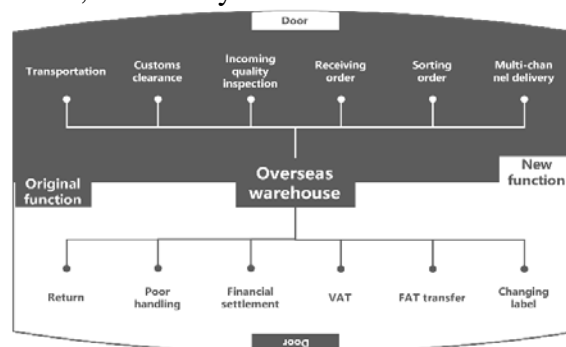 Door
Transportation
Customs
clearance
Incoming
quality
inspection
Receiving
order
Sorting
order
Multi-chan
nel delivery
Original
function
Overseas
warehouse
New
function
Return
Poor
handling
Financial
settlement
VAT
FAT transfer
Changing
label
Door